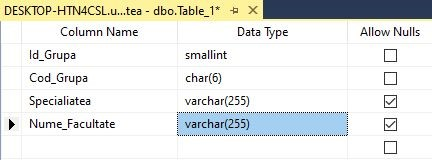 DESKTOP-HTN4CSL.u...tea - dbo.Table_1*
Column Name Data Type Allow Nulls
Id_Grupa smallint
Cod_Grupa char(6)
Specialiatea varchar(255)
Nume_Facultate varchar(255)